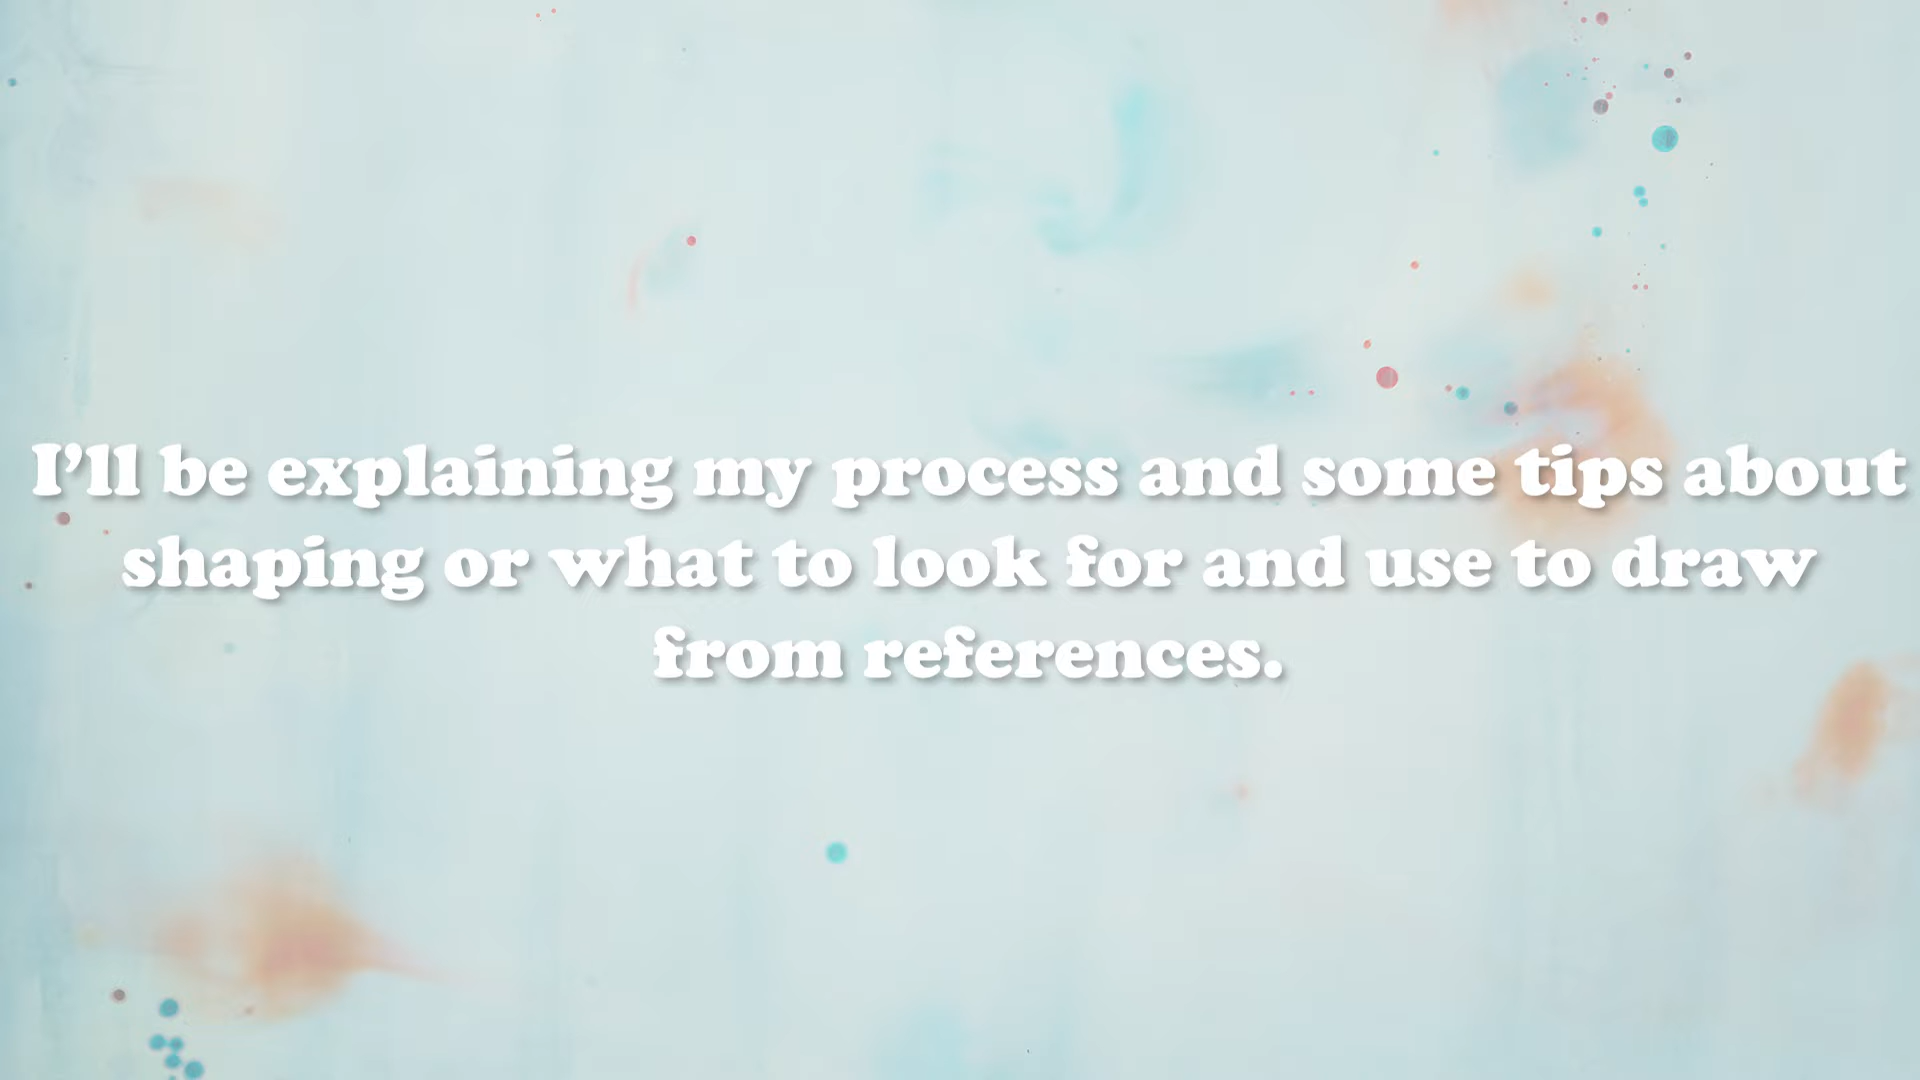 I’ll be explaining my process and some tips about
shaping or what to look for and use to draw
from references.